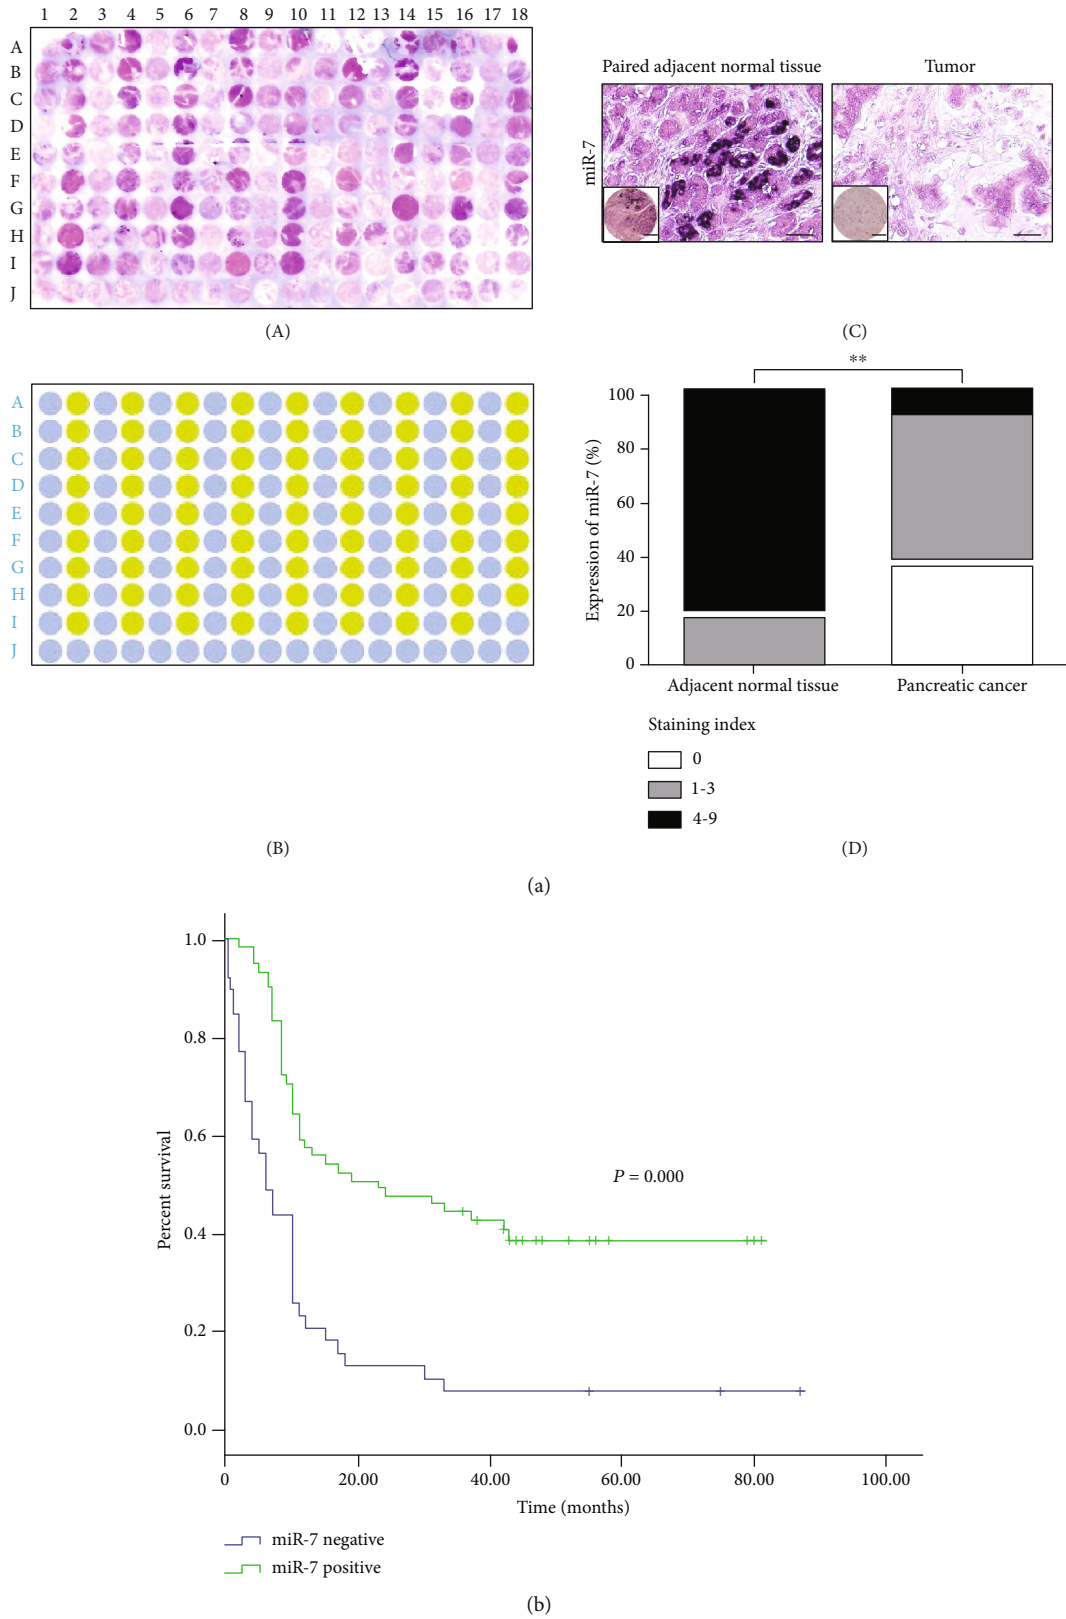 1 2 3 4 5 6 7 8 9 10 11 12 13 14 15 16 17 18
A
B
C
D
E
F
G
H
I
J
(A)
Paired adjacent normal tissue
Tumor
miR-7
(C)
A
B
C
D
E
F
G
H
I
J
(B)
**
100
80
60
40
20
0
Expression of miR-7 (%)
Adjacent normal tissue
Pancreatic cancer
Staining index
0
1-3
4-9
(D)
(a)
1.0
0.8
0.6
0.4
0.2
0.0
Percent survival
P = 0.000
0 20.00 40.00 60.00 80.00 100.00
Time (months)
miR-7 negative
miR-7 positive
(b)